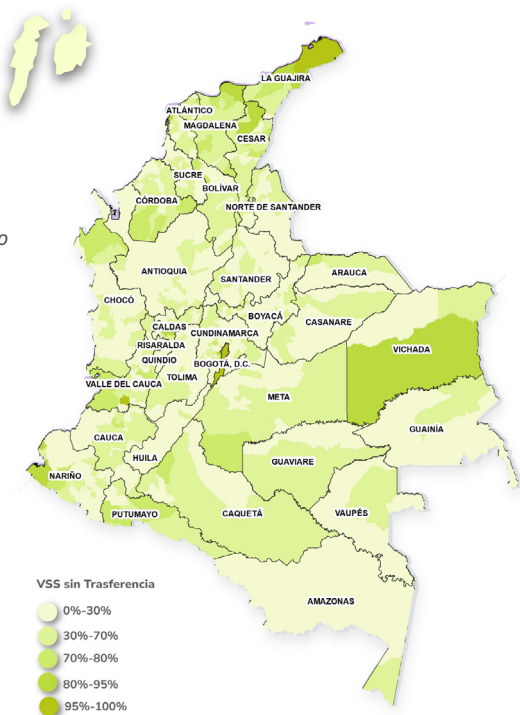 LA GUAJIRA
ATLÁNTICO
MAGDALENA
CESAR
SUCRE
BOLÍVAR
CÓRDOBA
NORTE DE SANTANDER
O
ANTIOQUIA
SANTANDER
ARAUCA
CHOCÓ
BOYACÁ
CASANARE
CALDAS
CUNDINAMARCA
RISARALDA
VICHADA
QUINDIO
BOGOTÁ, D.C.
VALLE DEL CAUCA
TOLIMA
META
GUAINÍA
CAUCA
HUILA
GUAVIARE
NARIÑO
PUTUMAYO
CAQUETÁ
VAUPÉS
AMAZONAS
VSS sin Trasferencia
0%-30%
30%-70%
70%-80%
80%-95%
95%-100%